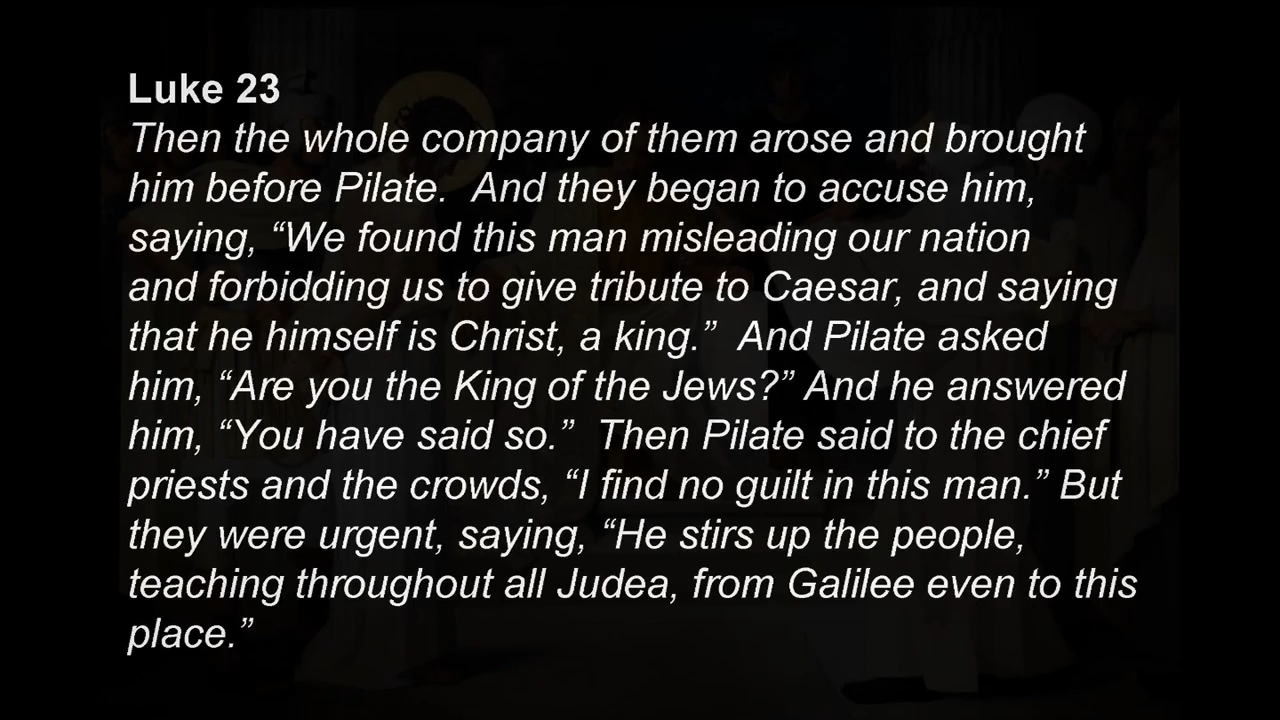 Luke 23
Then the whole company of them arose and brought
him before Pilate.  And they began to accuse him,
saying, “We found this man misleading our nation
and forbidding us to give tribute to Caesar, and saying
that he himself is Christ, a king.”  And Pilate asked
him, “Are you the King of the Jews?” And he answered
him, “You have said so.”  Then Pilate said to the chief
priests and the crowds, “I find no guilt in this man.” But
they were urgent, saying, “He stirs up the people,
teaching throughout all Judea, from Galilee even to this
place.”